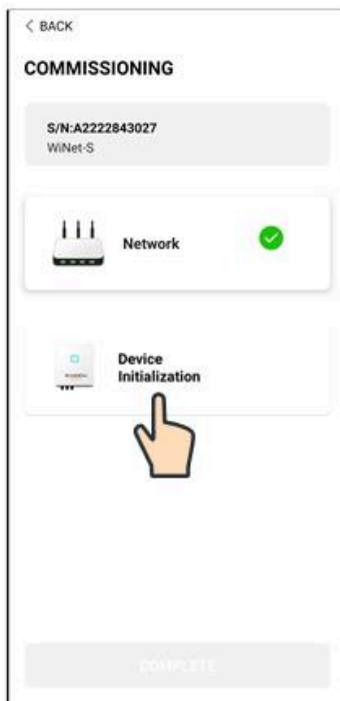 < BACK
COMMISSIONING
S/N:A2222843027
WiNet-S
Network
Device
Initialization
COMPLETE